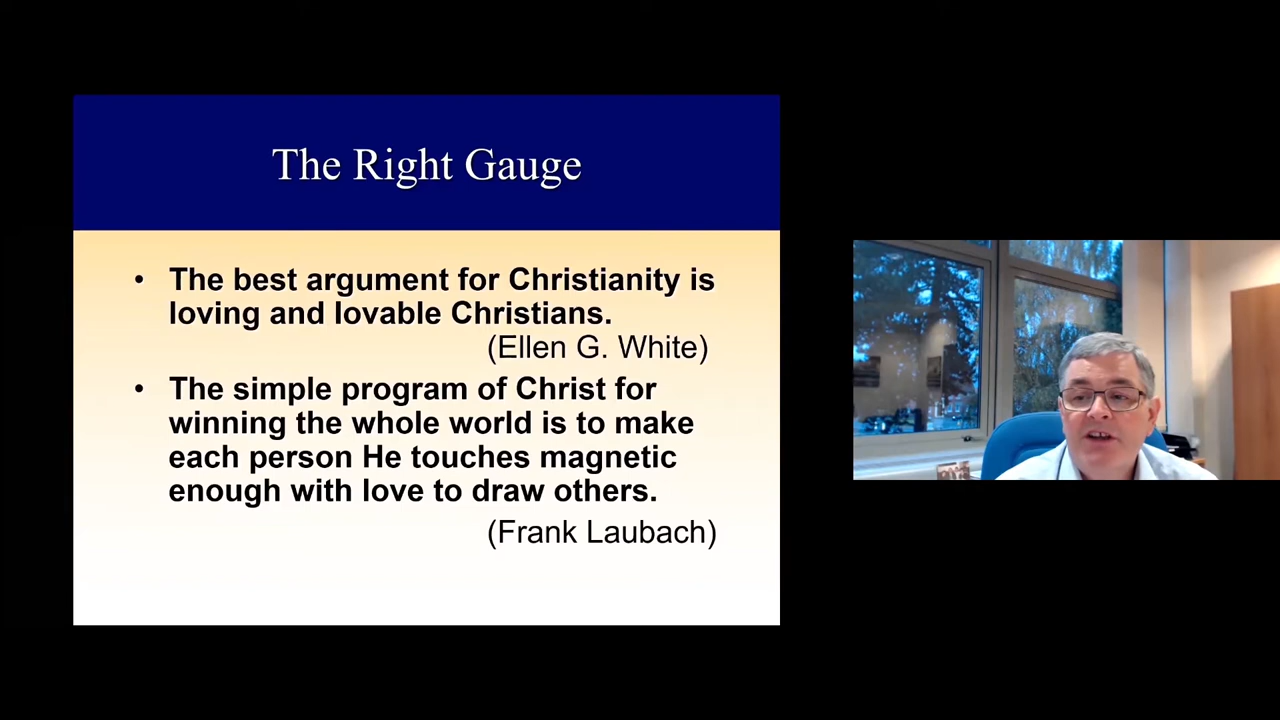 The Right Gauge
• The best argument for Christianity is
loving and lovable Christians.
(Ellen G. White)
• The simple program of Christ for
winning the whole world is to make
each person He touches magnetic
enough with love to draw others.
(Frank Laubach)